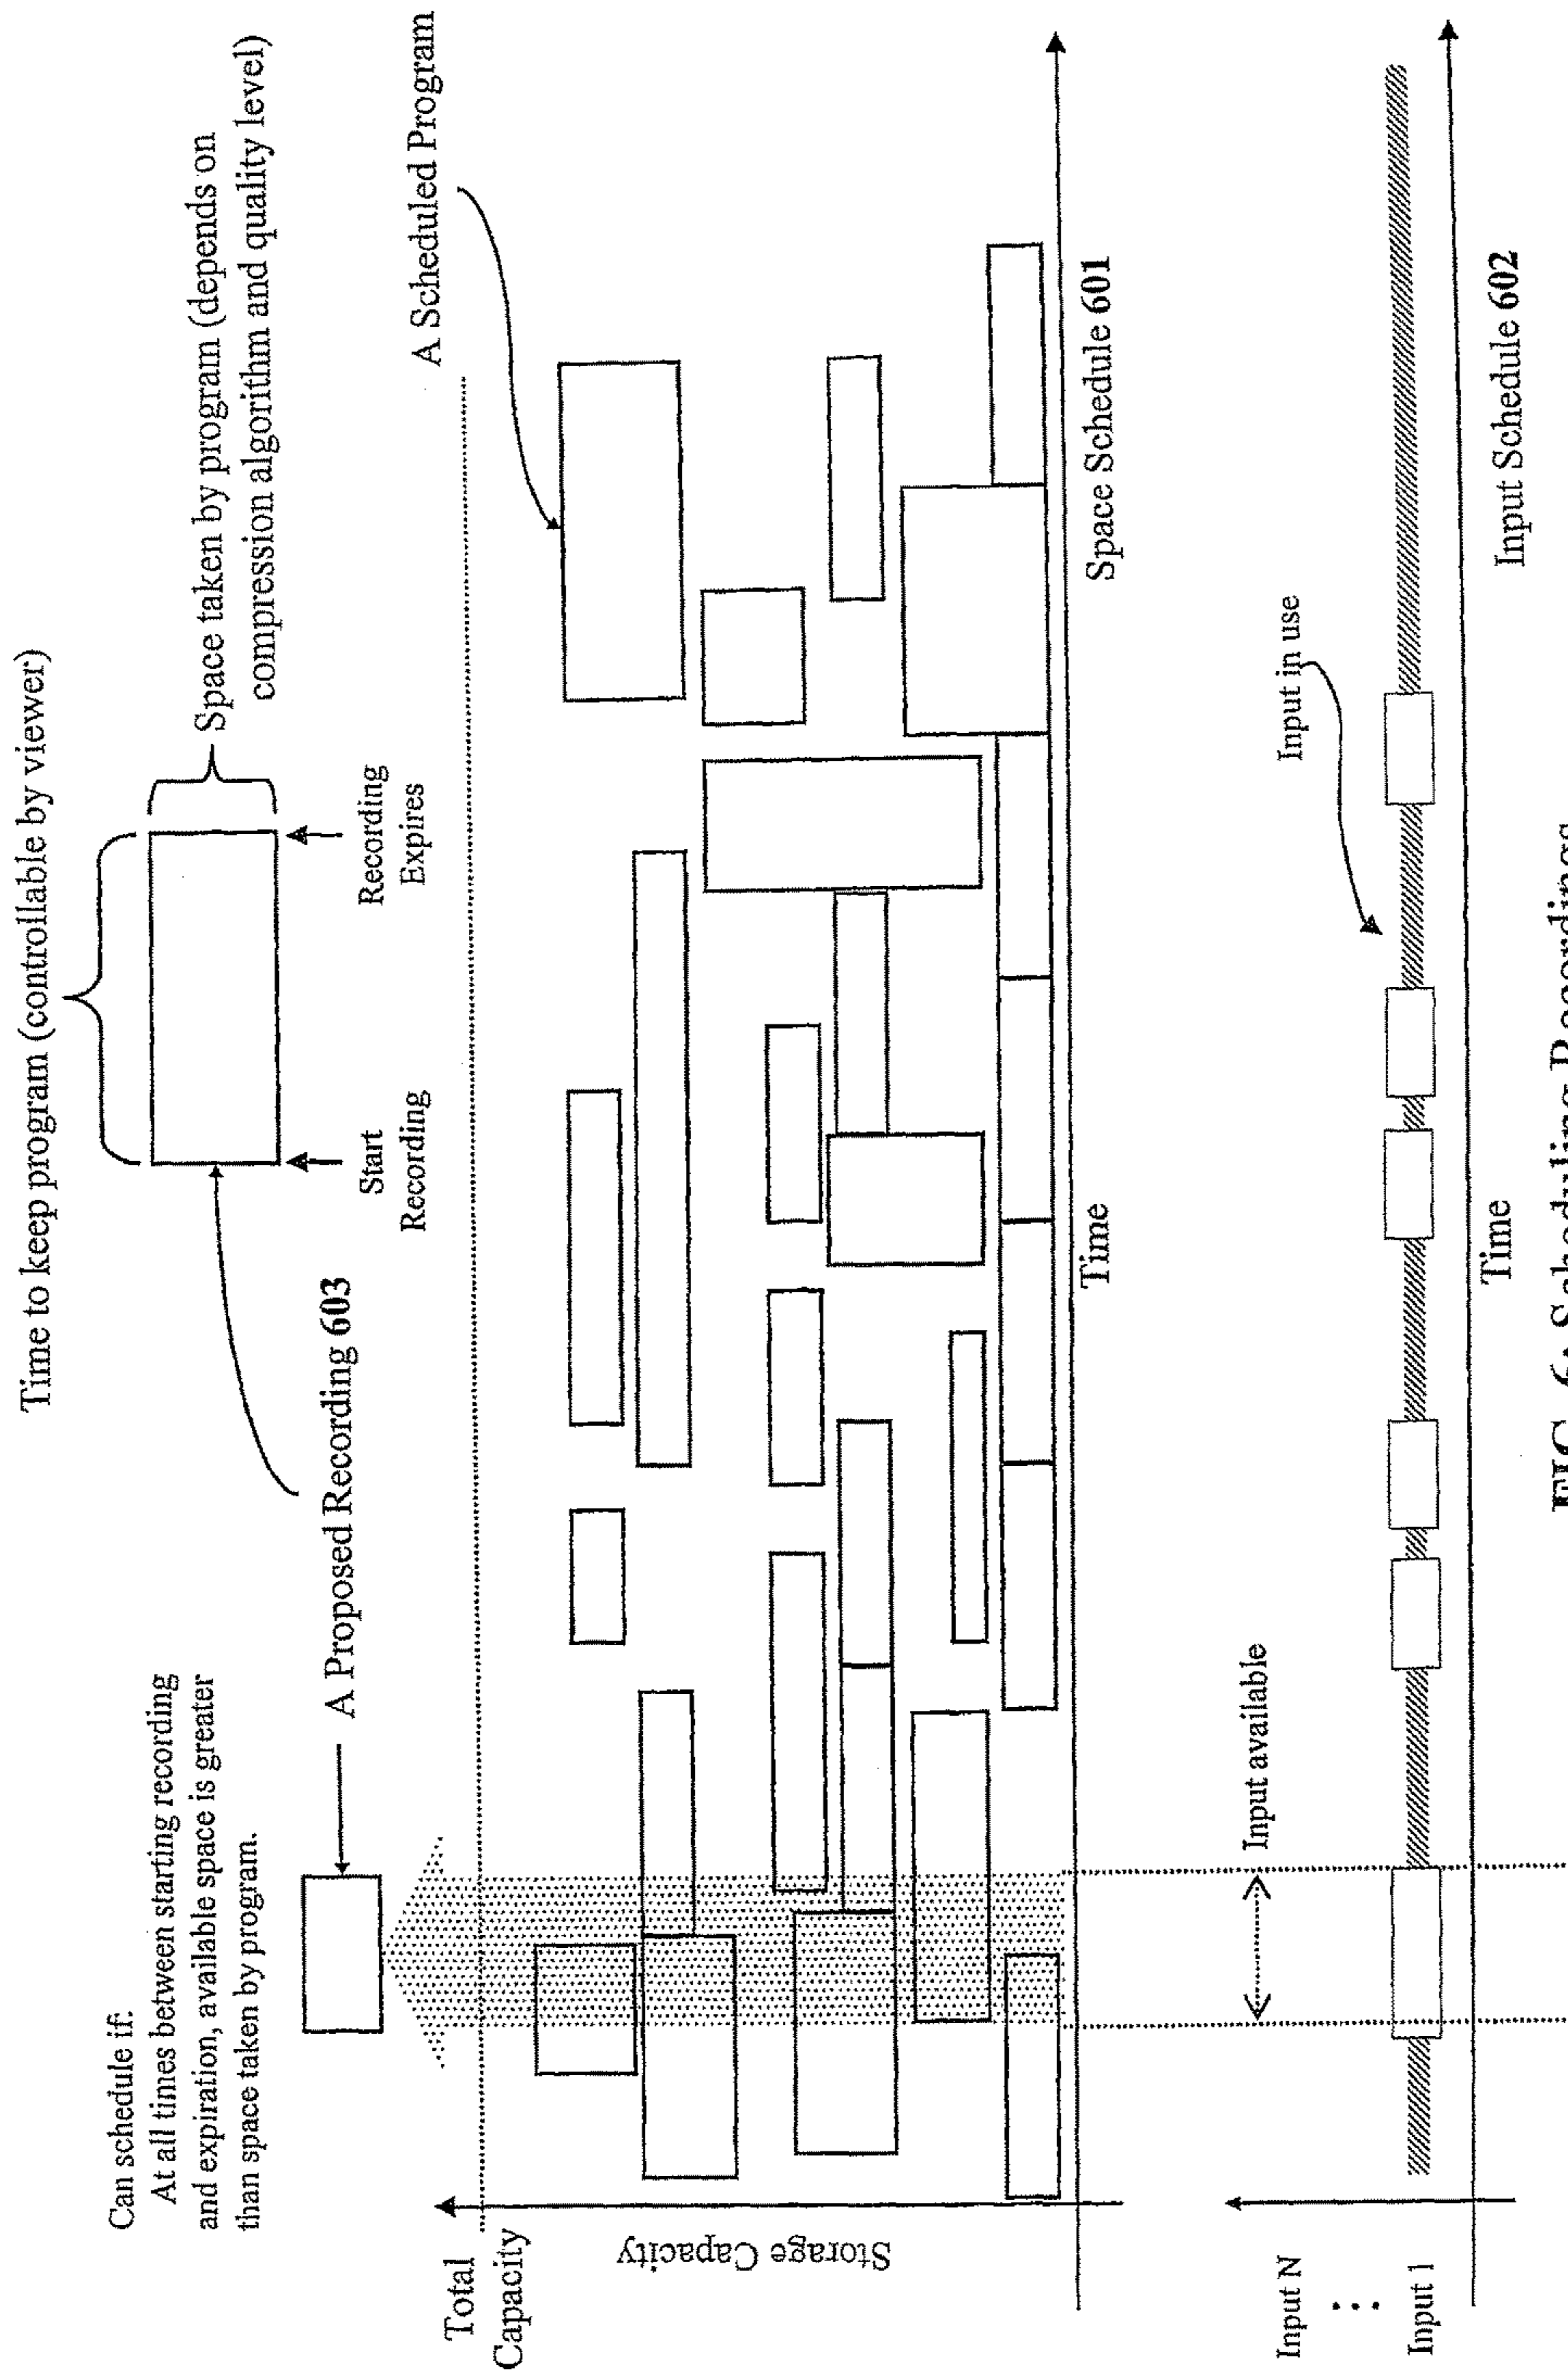 Time to keep program (controllable by viewer)
Space taken by program (depends on
compression algorithm and quality level)
Start
Recording
Recording
Expires
Can schedule if:
At all times between starting recording
and expiration, available space is greater
than space taken by program.
A Proposed Recording 603
A Scheduled Program
Total
Capacity
Storage Capacity
Time
Space Schedule 601
Input available
Input in use
Input N
Input 1
Time
Input Schedule 602
FIG. 6A Scheduling Recordings